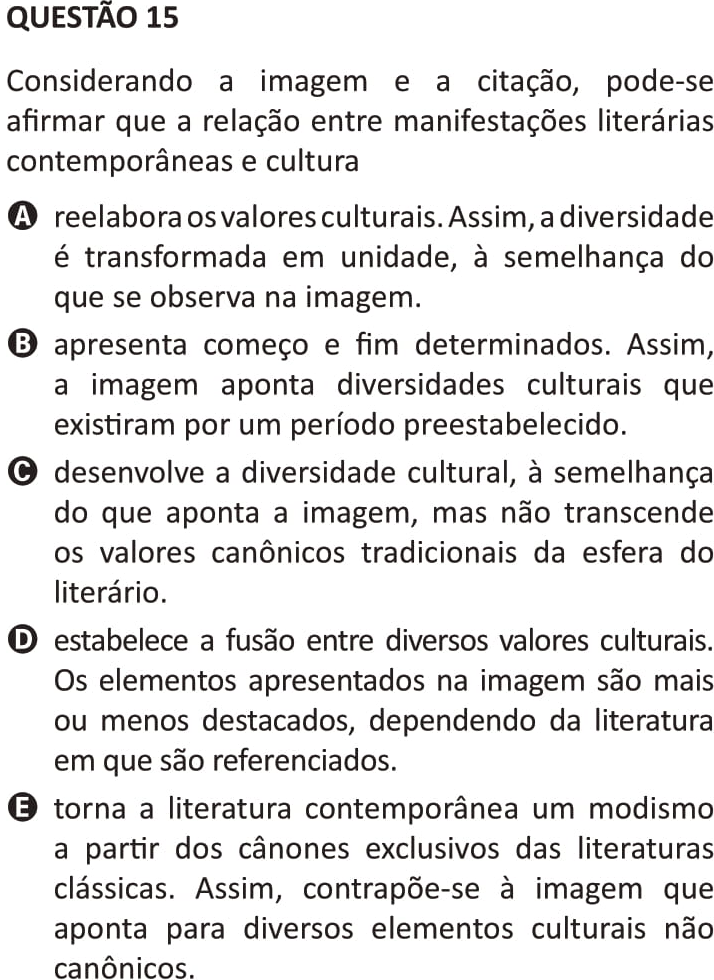 QUESTÃO 15
Considerando a imagem e a citação, pode-se
afirmar que a relação entre manifestações literárias
contemporâneas e cultura
A reelabora os valores culturais. Assim, a diversidade
é transformada em unidade, à semelhança do
que se observa na imagem.
B apresenta começo e fim determinados. Assim,
a imagem aponta diversidades culturais que
existiram por um período preestabelecido.
C desenvolve a diversidade cultural, à semelhança
do que aponta a imagem, mas não transcende
os valores canônicos tradicionais da esfera do
literário.
D estabelece a fusão entre diversos valores culturais.
Os elementos apresentados na imagem são mais
ou menos destacados, dependendo da literatura
em que são referenciados.
E torna a literatura contemporânea um modismo
a partir dos cânones exclusivos das literaturas
clássicas. Assim, contrapõe-se à imagem que
aponta para diversos elementos culturais não
canônicos.